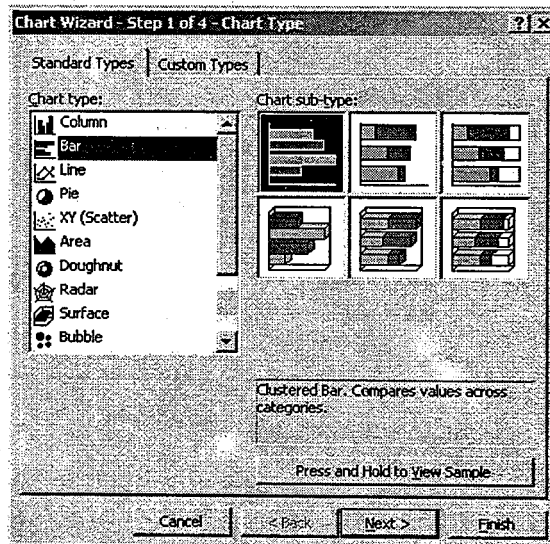 Chart Wizard - Step 1 of 4 - Chart Type
Standard Types
Custom Types
Chart type:
Column
Bar
Line
Pie
XY (Scatter)
Area
Doughnut
Radar
Surface
Bubble
Chart sub-type:
Clustered Bar. Compares values across
categories.
Press and Hold to View Sample
Cancel
< Back
Next >
Finish